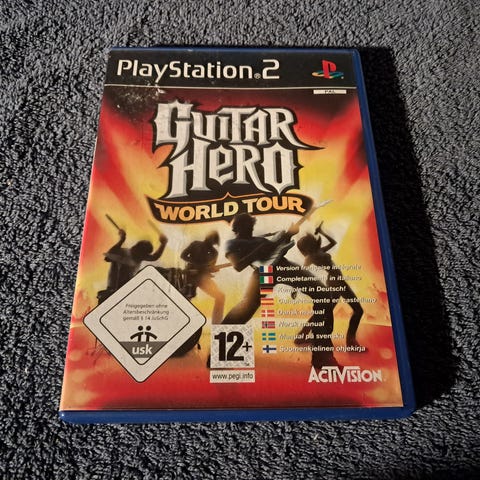 PlayStation®2
PAL
GUITAR
HERO
WORLD TOUR
Version française intégrale
Completamente in italiano
Komplett in Deutsch!
Completamente en castellano
Dansk manual
Norsk manual
Manual på svenska
Suomenkielinen ohjekirja
Freigegeben ohne
Altersbeschränkung
gemäß § 14 JuSchG
usk
12+
www.pegi.info
ACTIVISION